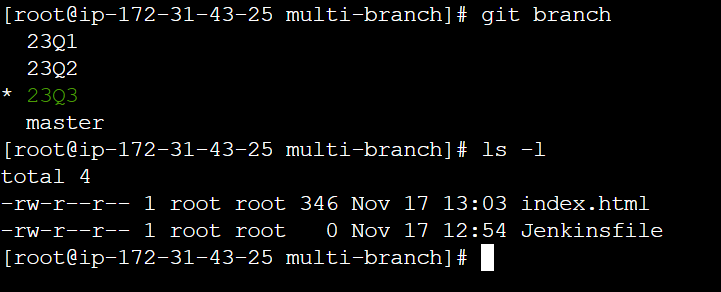 [root@ip-172-31-43-25 multi-branch]# git branch
  23Q1
  23Q2
* 23Q3
  master
[root@ip-172-31-43-25 multi-branch]# ls -l
total 4
-rw-r--r-- 1 root root 346 Nov 17 13:03 index.html
-rw-r--r-- 1 root root   0 Nov 17 12:54 Jenkinsfile
[root@ip-172-31-43-25 multi-branch]#